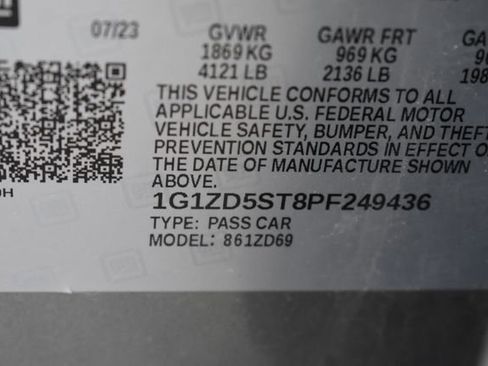 07/23 GVWR GAWR FRT GA
1869 KG 969 KG
4121 LB 2136 LB 198
THIS VEHICLE CONFORMS TO ALL
APPLICABLE U.S. FEDERAL MOTOR
VEHICLE SAFETY, BUMPER, AND THEFT
PREVENTION STANDARDS IN EFFECT O
THE DATE OF MANUFACTURE SHOWN
ABOVE.
1G1ZD5ST8PF249436
TYPE: PASS CAR
MODEL: 861ZD69